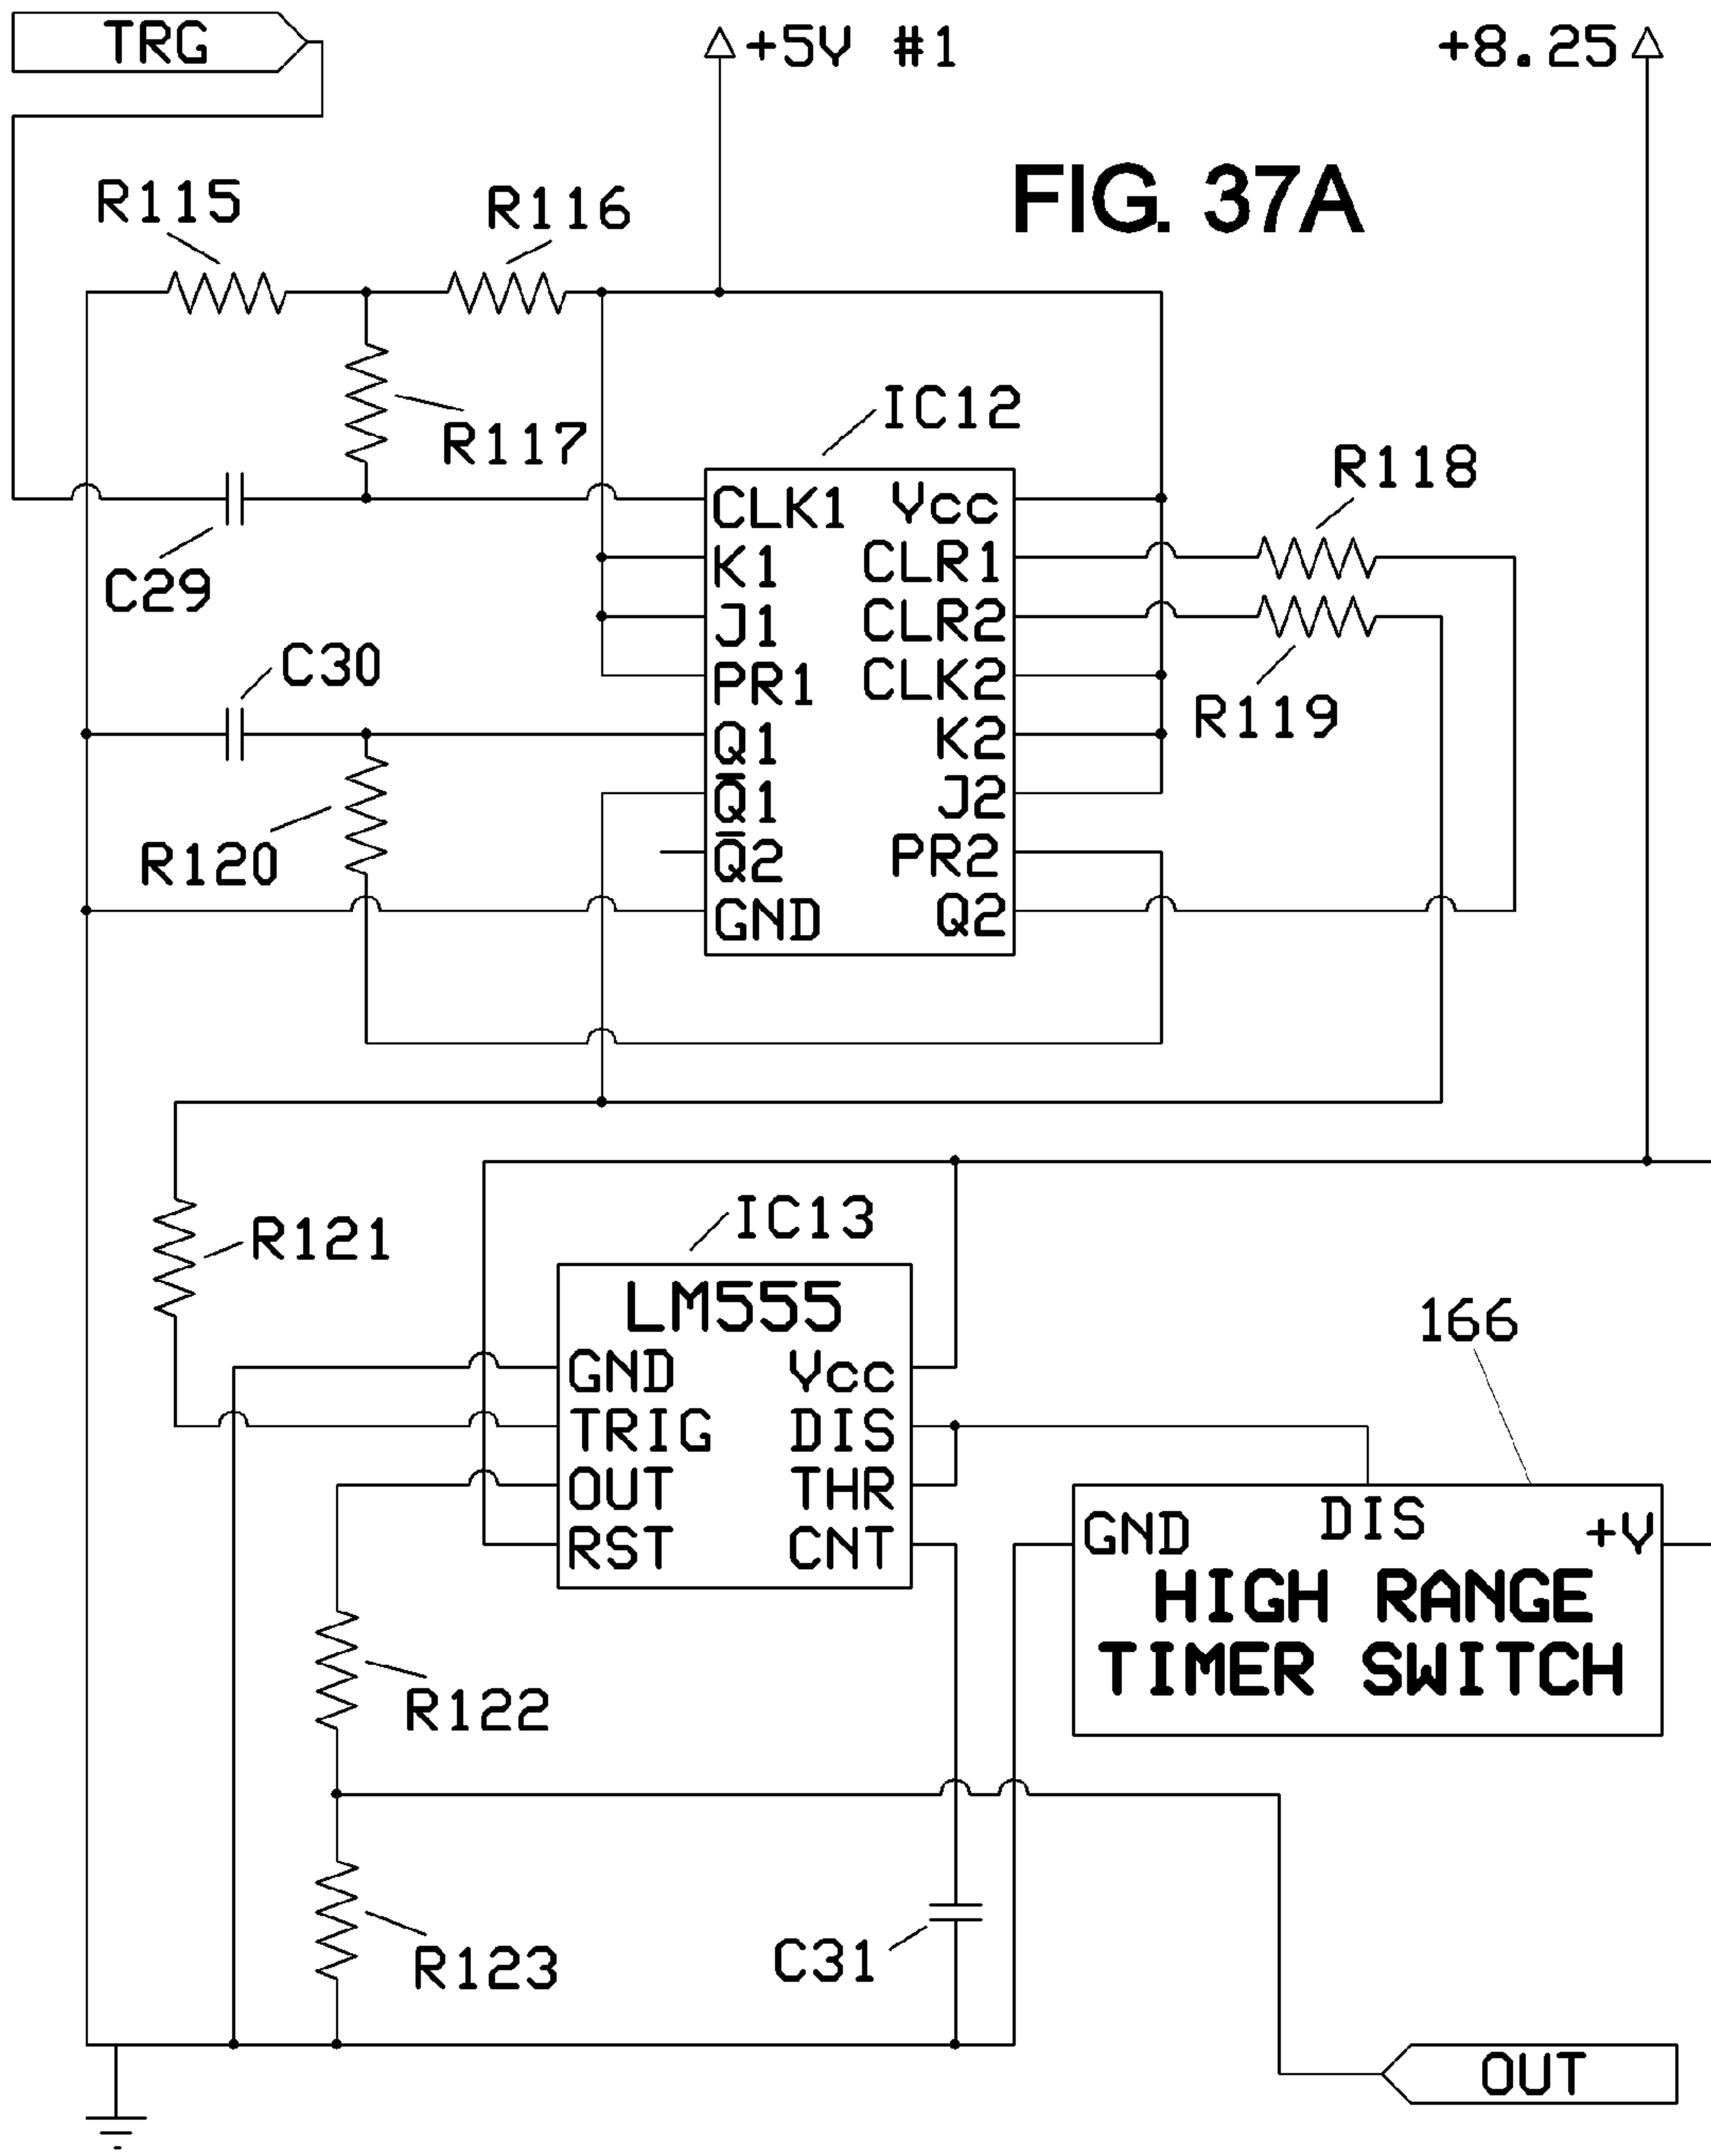 TRG
+5V #1
+8.25
FIG. 37A
R115
R116
R117
IC12
R118
C29
C30
R119
R120
CLK1
K1
J1
PR1
Q1
Q̅1
Q̅2
GND
Vcc
CLR1
CLR2
CLK2
K2
J2
PR2
Q2
R121
IC13
LM555
GND
TRIG
OUT
RST
Vcc
DIS
THR
CNT
166
GND
DIS
+V
HIGH RANGE
TIMER SWITCH
R122
R123
C31
OUT